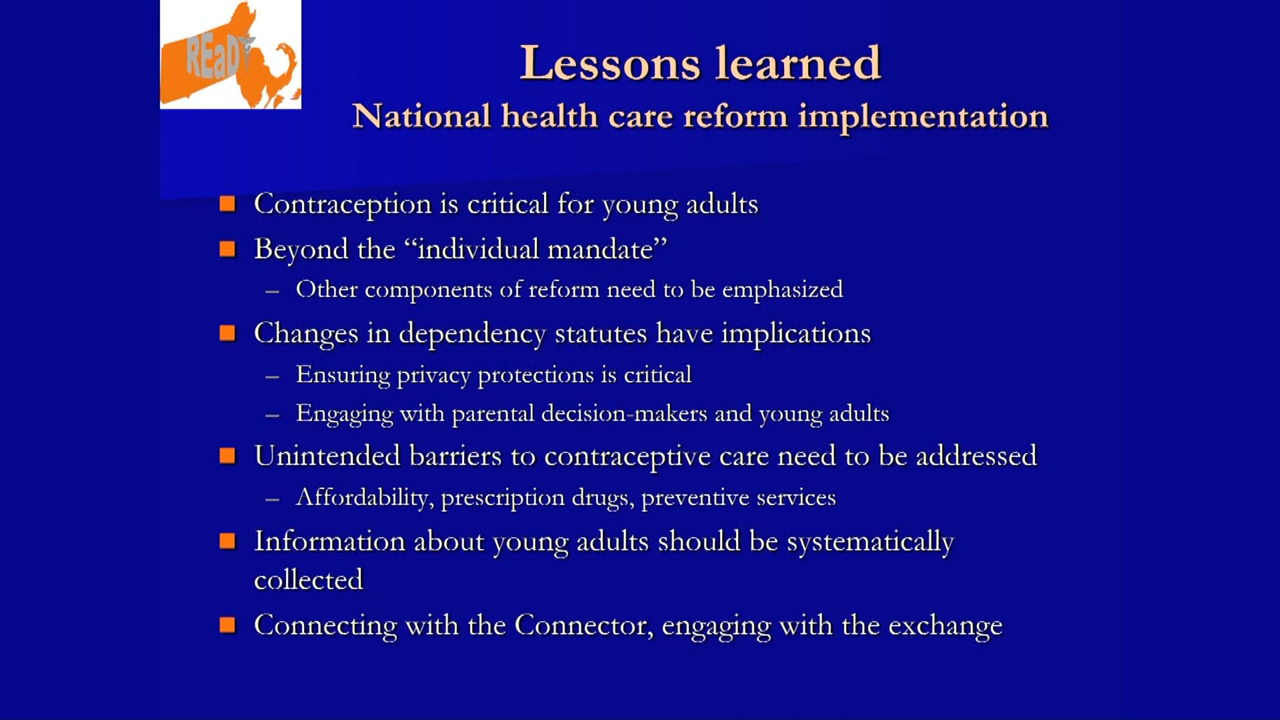 READY
Lessons learned
National health care reform implementation
Contraception is critical for young adults
Beyond the “individual mandate”
– Other components of reform need to be emphasized
Changes in dependency statutes have implications
– Ensuring privacy protections is critical
– Engaging with parental decision-makers and young adults
Unintended barriers to contraceptive care need to be addressed
– Affordability, prescription drugs, preventive services
Information about young adults should be systematically
collected
Connecting with the Connector, engaging with the exchange